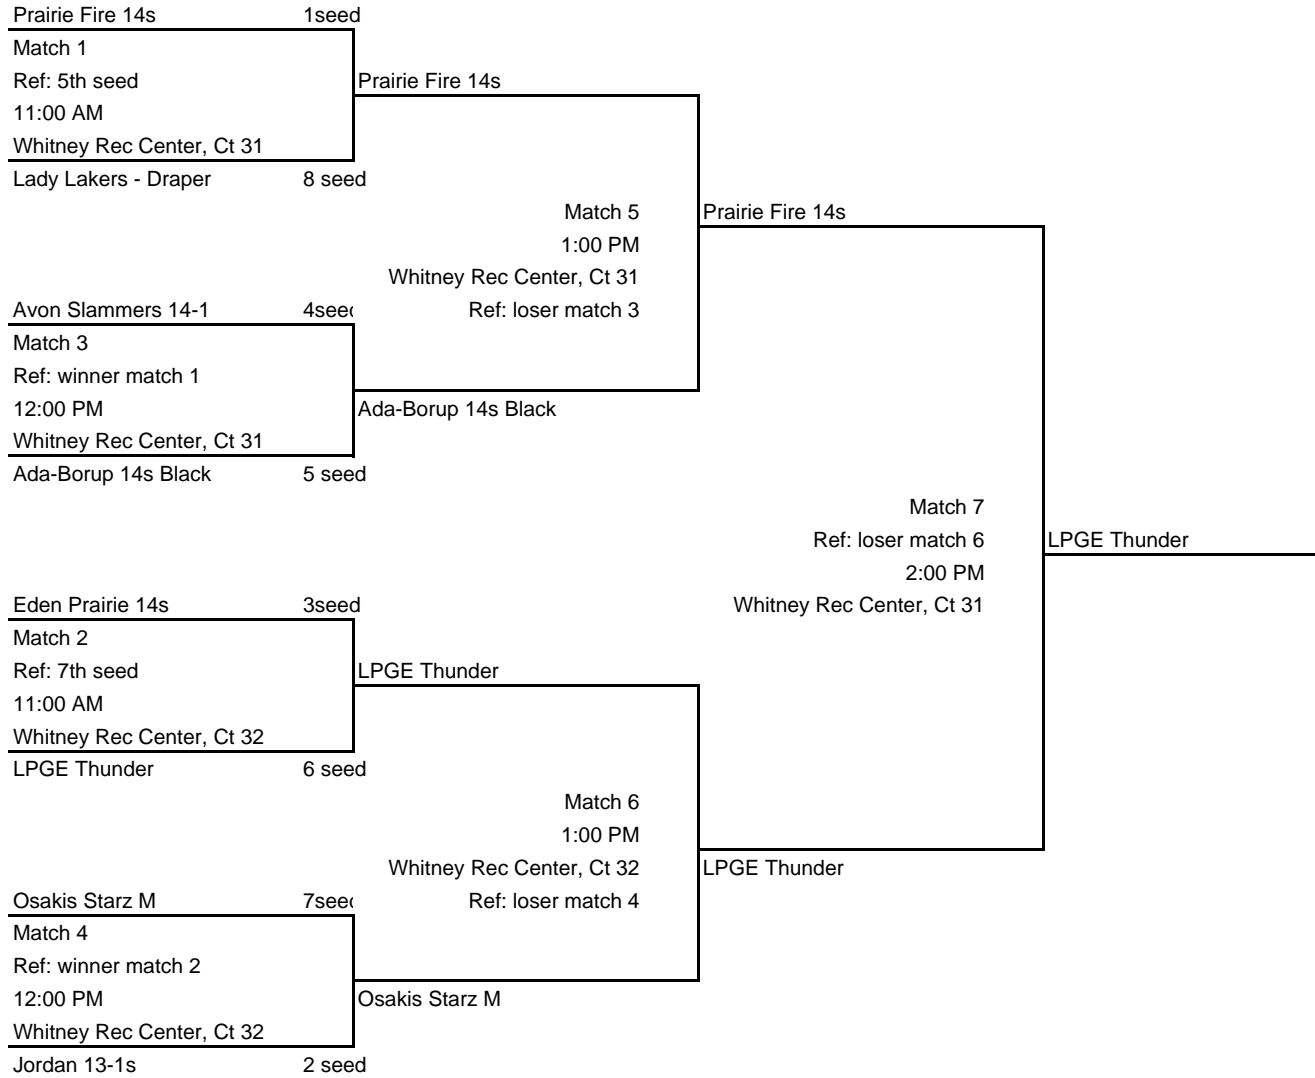 Prairie Fire 14s 1seed
Match 1
Ref: 5th seed
11:00 AM
Whitney Rec Center, Ct 31
Lady Lakers - Draper 8 seed
Prairie Fire 14s
Match 5
1:00 PM
Whitney Rec Center, Ct 31
Ref: loser match 3
Prairie Fire 14s
Avon Slammers 14-1 4seed
Match 3
Ref: winner match 1
12:00 PM
Whitney Rec Center, Ct 31
Ada-Borup 14s Black 5 seed
Ada-Borup 14s Black
Match 7
Ref: loser match 6
2:00 PM
Whitney Rec Center, Ct 31
LPGE Thunder
Eden Prairie 14s 3seed
Match 2
Ref: 7th seed
11:00 AM
Whitney Rec Center, Ct 32
LPGE Thunder 6 seed
LPGE Thunder
Match 6
1:00 PM
Whitney Rec Center, Ct 32
Ref: loser match 4
LPGE Thunder
Osakis Starz M 7seed
Match 4
Ref: winner match 2
12:00 PM
Whitney Rec Center, Ct 32
Jordan 13-1s 2 seed
Osakis Starz M